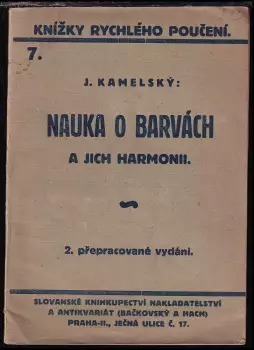 KNÍŽKY RYCHLÉHO POUČENÍ.
7.
J. KAMELSKÝ:
NAUKA O BARVÁCH
A JICH HARMONII.
2. přepracované vydání.
SLOVANSKÉ KNIHKUPECTVÍ NAKLADATELSTVÍ
A ANTIKVARIÁT (BAČKOVSKÝ A HACH)
PRAHA-II., JEČNÁ ULICE Č. 17.